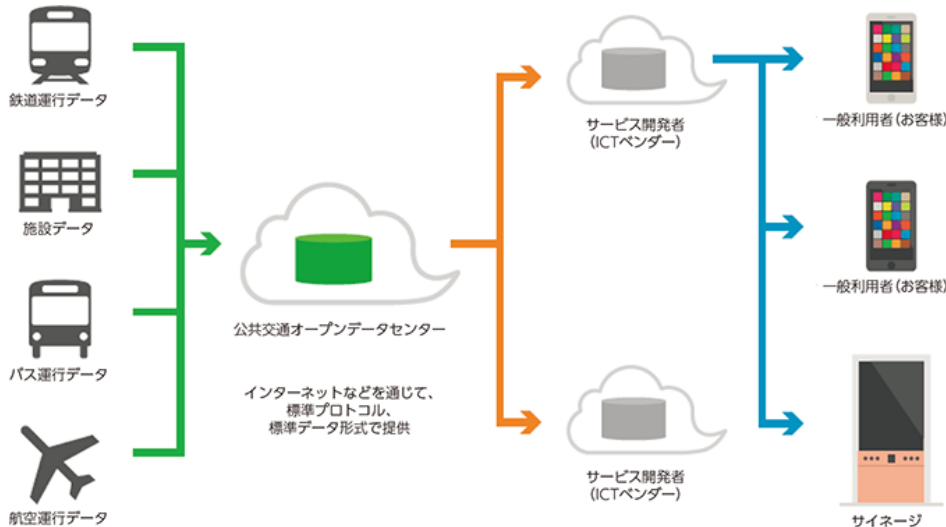 鉄道運行データ
施設データ
バス運行データ
航空運行データ
公共交通オープンデータセンター
インターネットなどを通じて、
標準プロトコル、
標準データ形式で提供
サービス開発者
(ICTベンダー)
サービス開発者
(ICTベンダー)
一般利用者(お客様)
一般利用者(お客様)
サイネージ